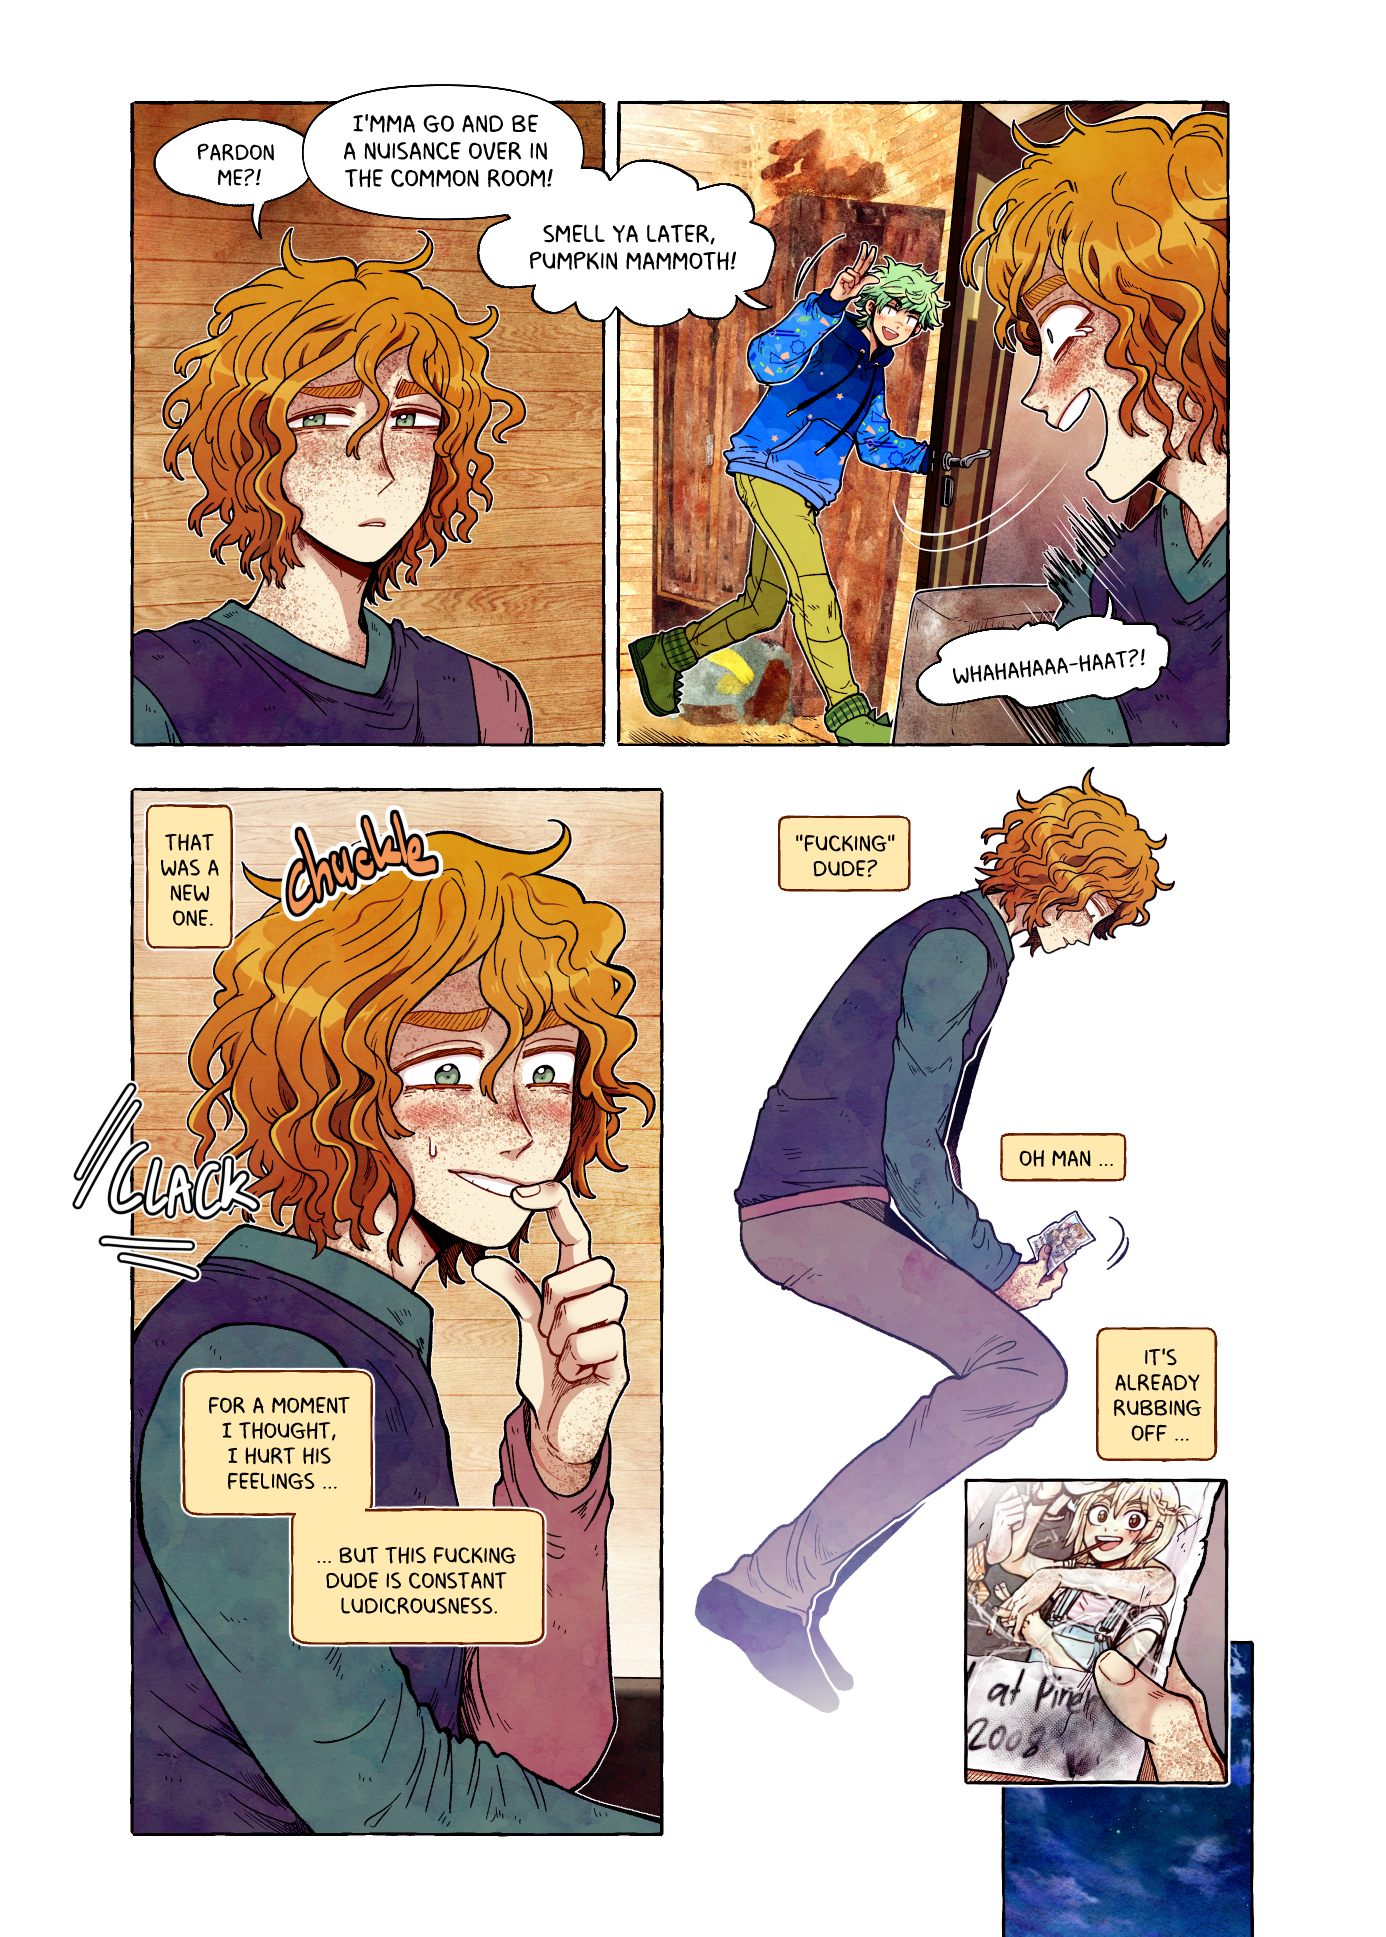 PARDON
ME?!
I'MMA GO AND BE
A NUISANCE OVER IN
THE COMMON ROOM!
SMELL YA LATER,
PUMPKIN MAMMOTH!
WHAHAHAAA-HAAT?!
THAT
WAS A
NEW
ONE.
chuckle
CLACK
FOR A MOMENT
I THOUGHT,
I HURT HIS
FEELINGS ...
... BUT THIS FUCKING
DUDE IS CONSTANT
LUDICROUSNESS.
"FUCKING"
DUDE?
OH MAN ...
IT'S
ALREADY
RUBBING
OFF ...
at
2008